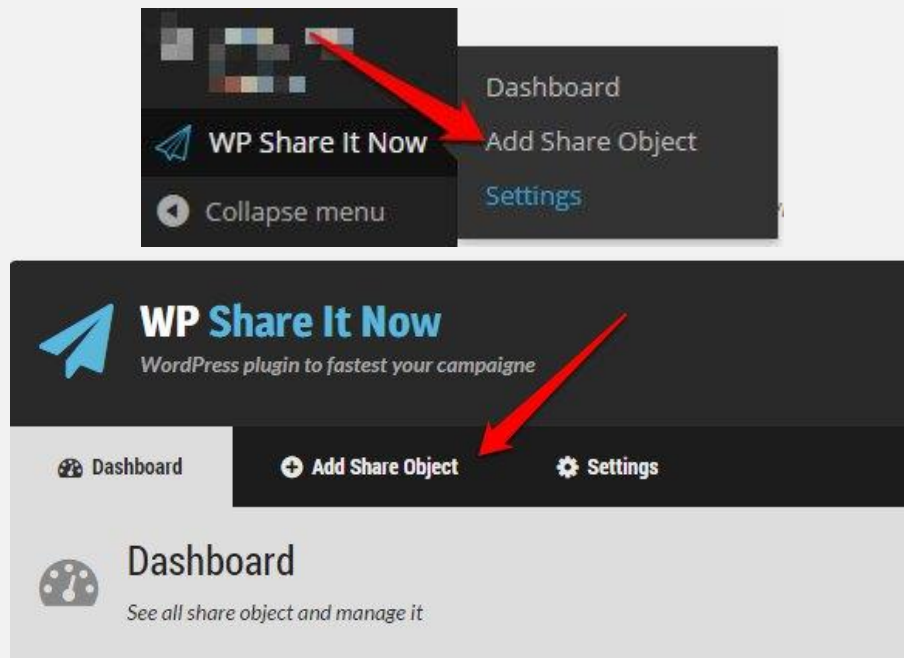 Dashboard
WP Share It Now
Add Share Object
Settings
Collapse menu
WP Share It Now
WordPress plugin to fastest your campaigne
Dashboard
Add Share Object
Settings
Dashboard
See all share object and manage it